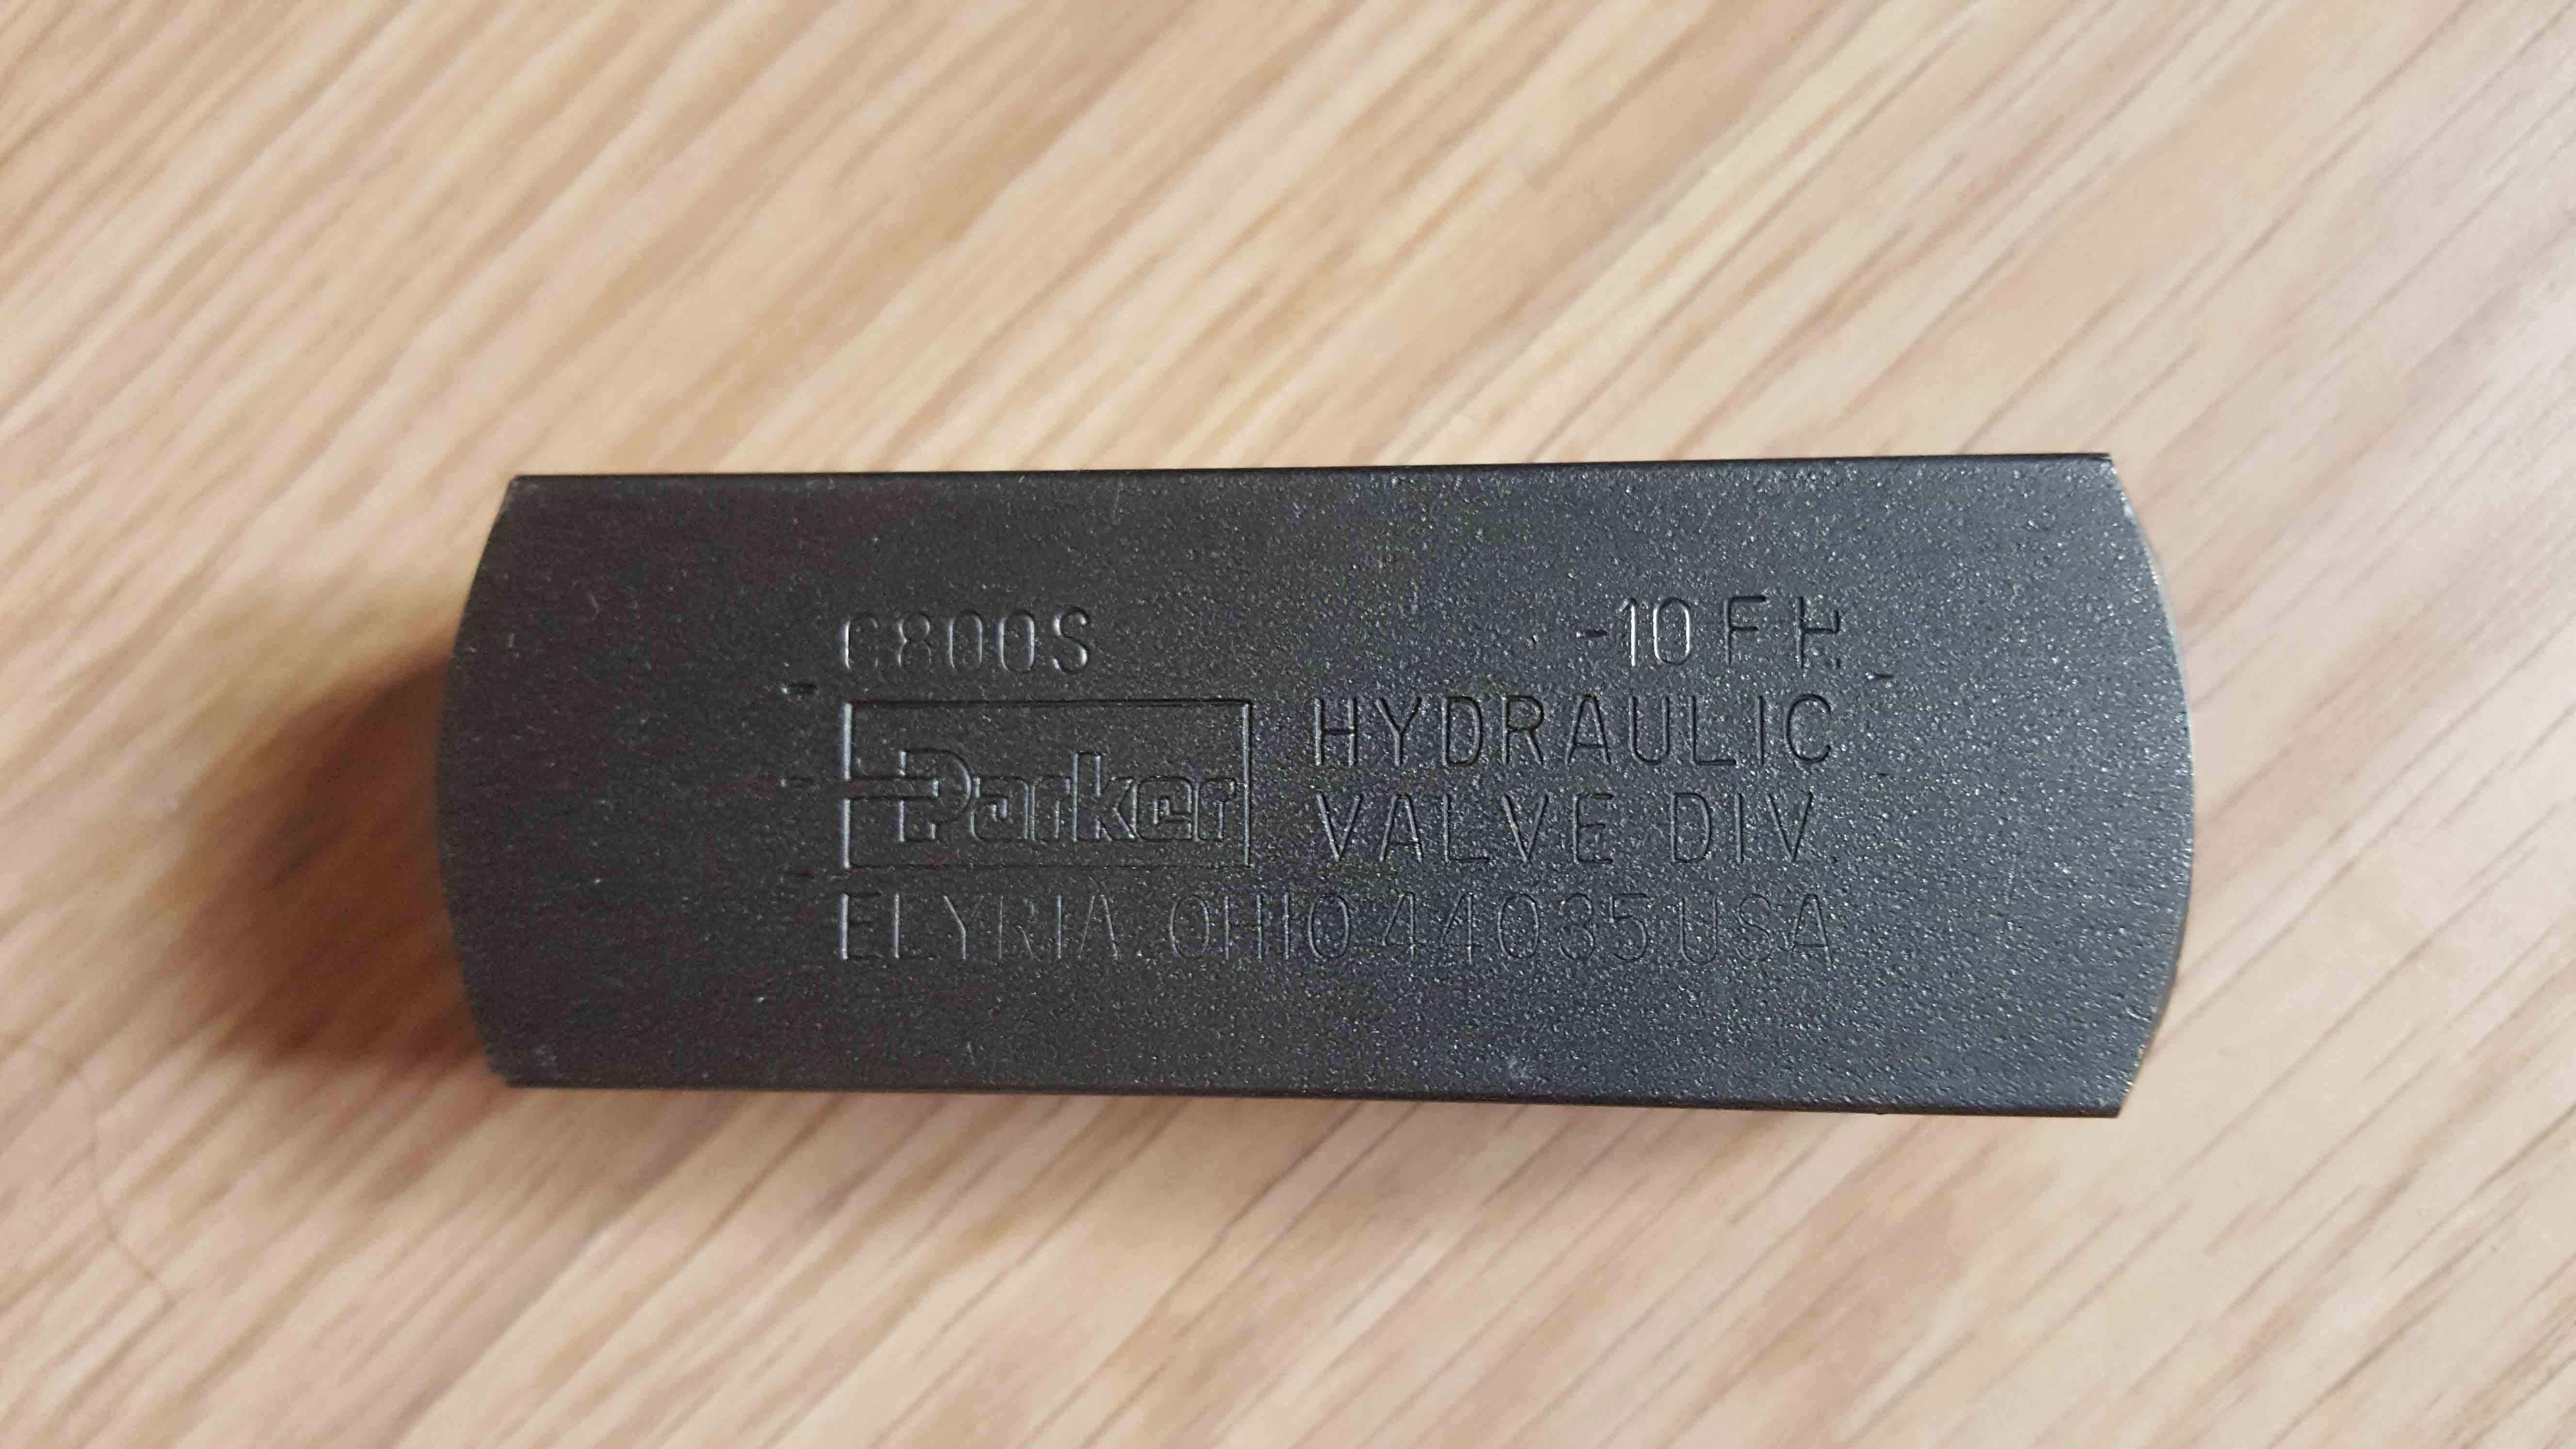 C800S -10 F
Parker HYDRAULIC
VALVE DIV.
ELYRIA, OHIO 44035 USA